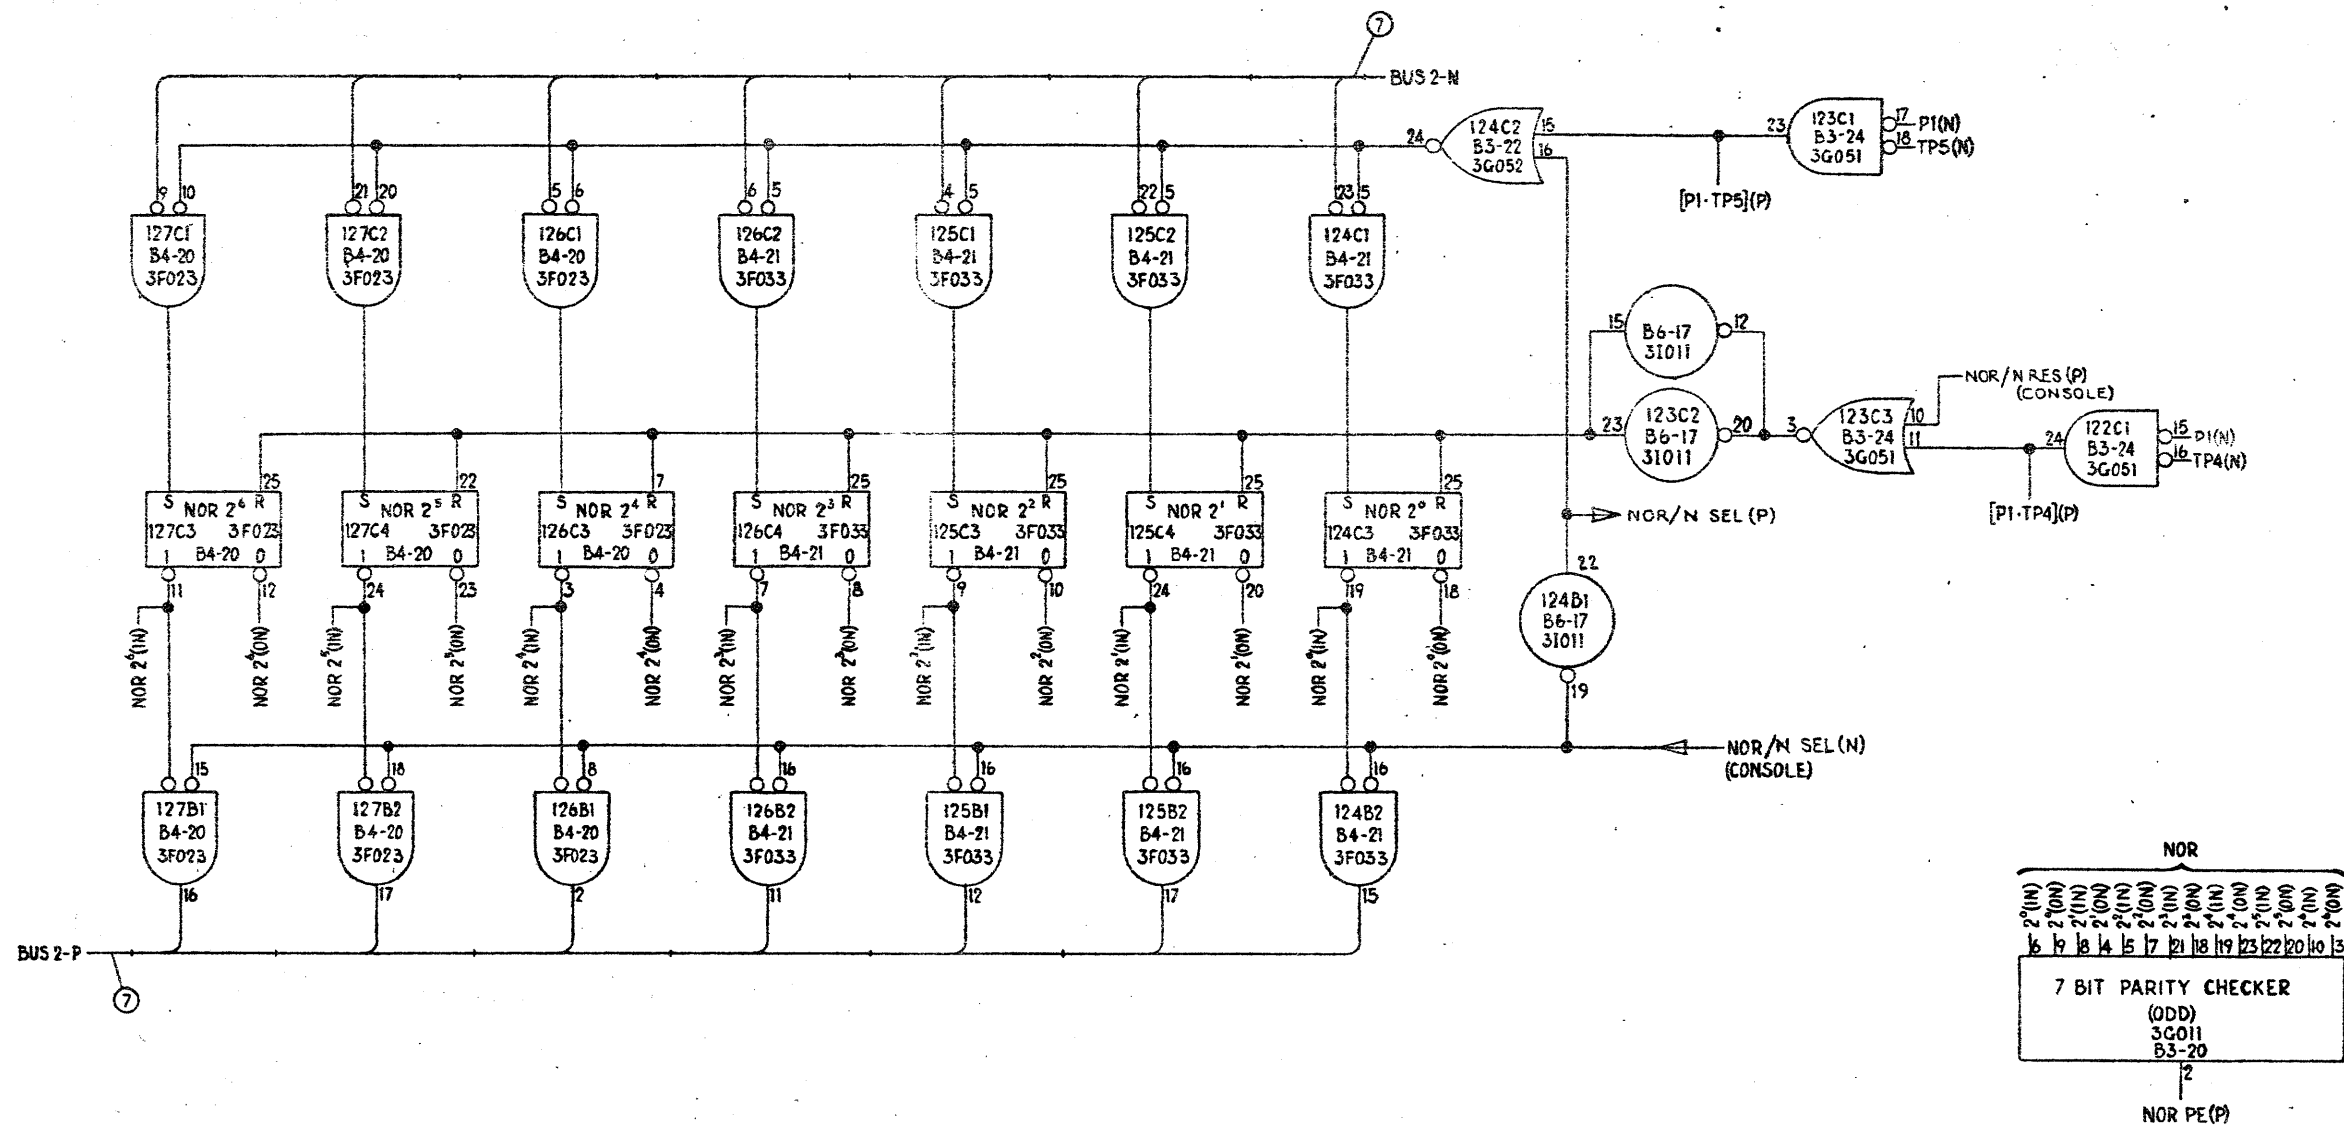 7
BUS 2-N
24
124C2
B3-22
3G052
15
16
23
123C1
B3-24
3G051
17
P1(N)
18
TP5(N)
[P1·TP5](P)
9 10
21 20
5 6
6 5
4 5
22 5
23 5
127C1
B4-20
3F023
127C2
B4-20
3F023
126C1
B4-20
3F023
126C2
B4-21
3F033
125C1
B4-21
3F033
125C2
B4-21
3F033
124C1
B4-21
3F033
15
B6-17
3I011
12
23
123C2
B6-17
3I011
20
3
123C3
B3-24
3G051
10
11
NOR/N RES (P)
(CONSOLE)
24
122C1
B3-24
3G051
15
P1(N)
16
TP4(N)
[P1·TP4](P)
25
S NOR 2⁶ R
127C3 3F023
1 B4-20 0
11 12
22
S NOR 2⁵ R
127C4 3F023
1 B4-20 0
24 23
7
S NOR 2⁴ R
126C3 3F023
1 B4-20 0
3 4
25
S NOR 2³ R
126C4 3F033
1 B4-21 0
7 8
25
S NOR 2² R
125C3 3F033
1 B4-21 0
9 10
25
S NOR 2¹ R
125C4 3F033
1 B4-21 0
24 20
25
S NOR 2⁰ R
124C3 3F033
1 B4-21 0
19 18
NOR/N SEL (P)
22
124B1
B6-17
3I011
19
NOR 2⁶(1N)
NOR 2⁶(0N)
NOR 2⁵(1N)
NOR 2⁵(0N)
NOR 2⁴(1N)
NOR 2⁴(0N)
NOR 2³(1N)
NOR 2³(0N)
NOR 2²(1N)
NOR 2²(0N)
NOR 2¹(1N)
NOR 2¹(0N)
NOR 2⁰(1N)
NOR 2⁰(0N)
NOR/N SEL (N)
(CONSOLE)
15
18
8
16
16
16
16
127B1
B4-20
3F023
16
127B2
B4-20
3F023
17
126B1
B4-20
3F023
2
126B2
B4-21
3F033
11
125B1
B4-21
3F033
12
125B2
B4-21
3F033
17
124B2
B4-21
3F033
15
BUS 2-P
7
NOR
2⁰(1N) 2⁰(0N) 2¹(1N) 2¹(0N) 2²(1N) 2²(0N) 2³(1N) 2³(0N) 2⁴(1N) 2⁴(0N) 2⁵(1N) 2⁵(0N) 2⁶(1N) 2⁶(0N)
6 9 8 4 5 7 21 18 19 23 22 20 10 3
7 BIT PARITY CHECKER
(ODD)
3G011
B3-20
2
NOR PE(P)